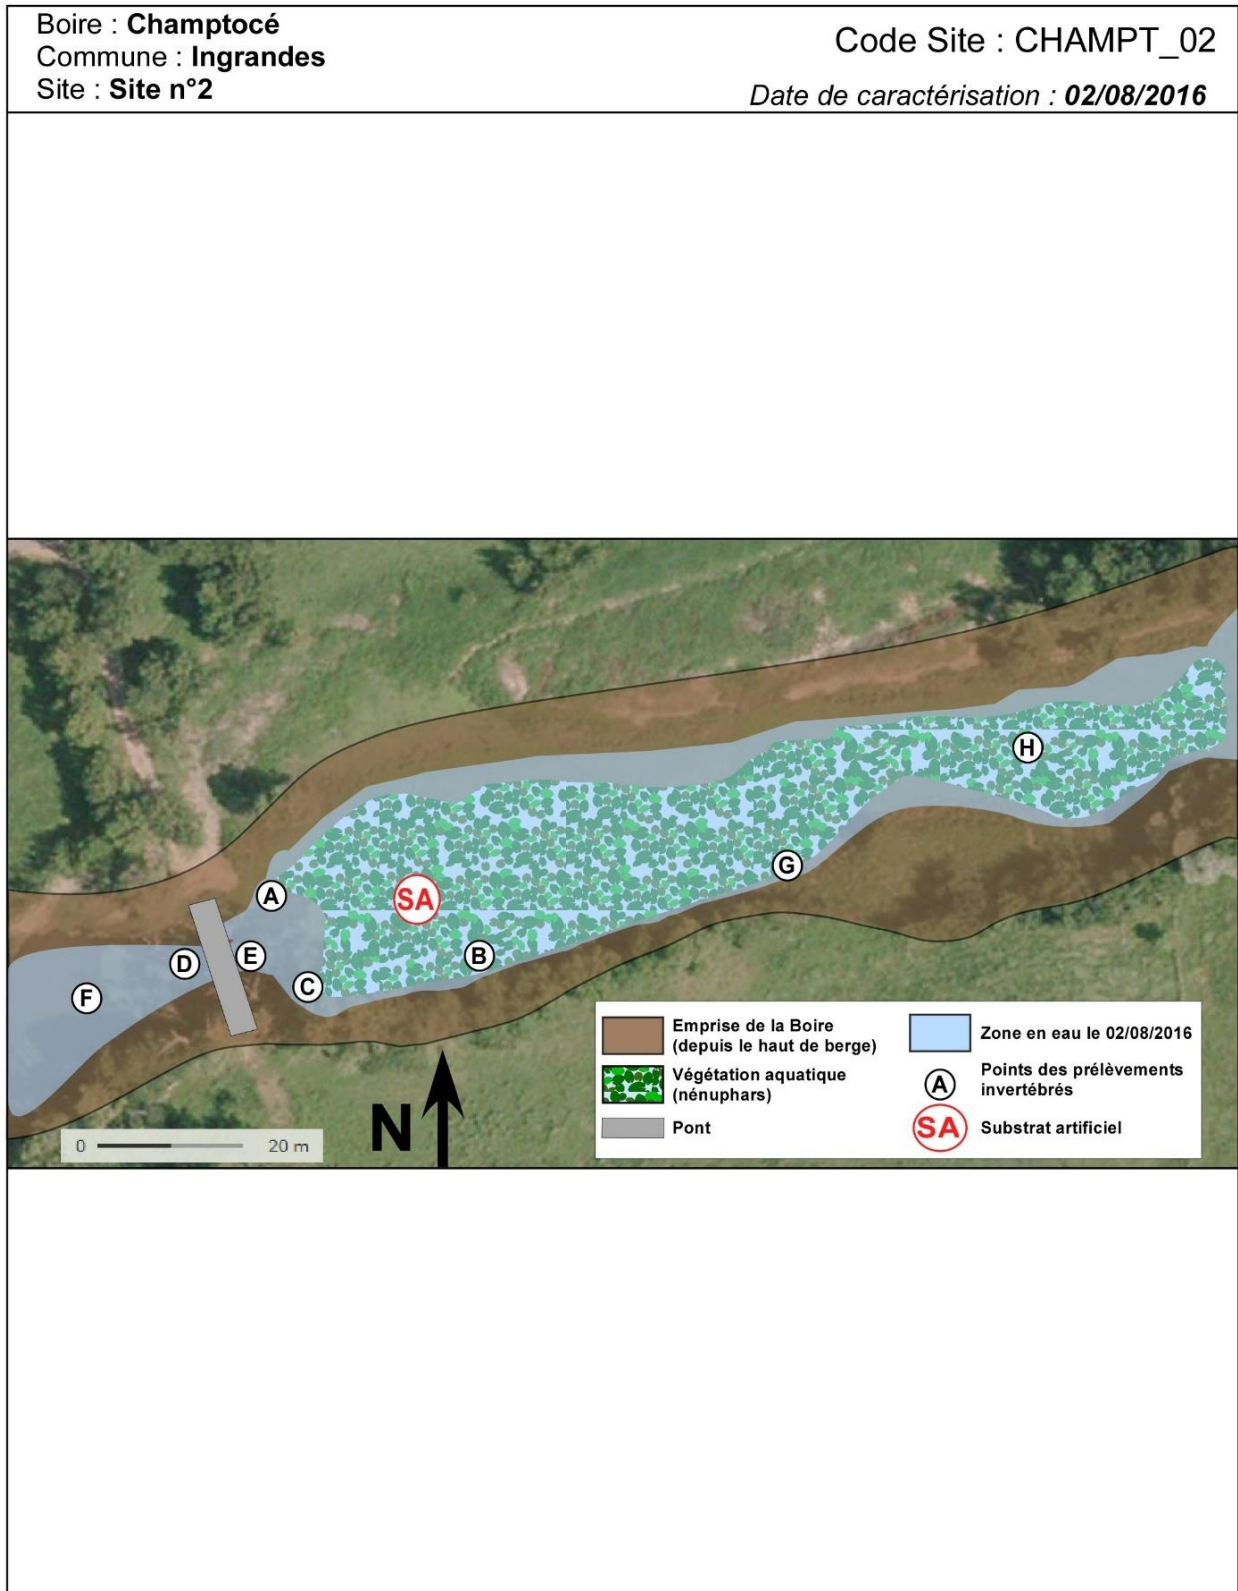 Boire : Champtocé
Commune : Ingrandes
Site : Site n°2
Code Site : CHAMPT_02
Date de caractérisation : 02/08/2016
H
G
A
SA
B
D
E
C
F
Emprise de la Boire
(depuis le haut de berge)
Végétation aquatique
(nénuphars)
Pont
Zone en eau le 02/08/2016
A
Points des prélèvements
invertébrés
SA
Substrat artificiel
N
0 20 m